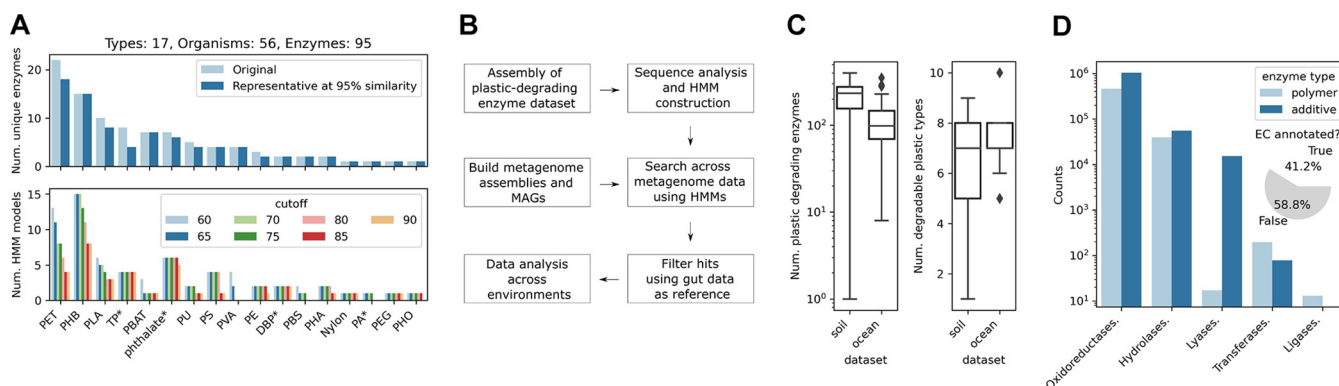 A
Types: 17, Organisms: 56, Enzymes: 95
Num. unique enzymes
20
10
0
Original
Representative at 95% similarity
Num. HMM models
15
10
5
0
cutoff
60 70 80 90
65 75 85
PET PHB PLA TP* PBAT phthalate* PU PS PVA PE DBP* PBS PHA Nylon PA* PEG PHO
B
Assembly of
plastic-degrading
enzyme dataset
Sequence analysis
and HMM
construction
Build metagenome
assemblies and
MAGs
Search across
metagenome data
using HMMs
Data analysis
across
environments
Filter hits
using gut data
as reference
C
Num. plastic degrading enzymes
10²
10¹
10⁰
soil ocean
dataset
Num. degradable plastic types
10
8
6
4
2
soil ocean
dataset
D
Counts
10⁶
10⁵
10⁴
10³
10²
10¹
enzyme type
polymer
additive
EC annotated?
True
41.2%
58.8%
False
Oxidoreductases. Hydrolases. Lyases. Transferases. Ligases.